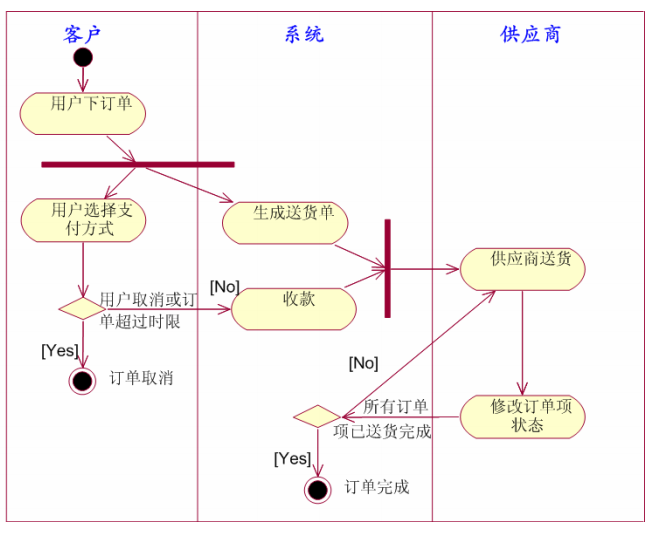 客户
系统
供应商
用户下订单
用户选择支
付方式
生成送货单
供应商送货
[No]
用户取消或订
单超过时限
收款
[Yes]
订单取消
[No]
所有订单
项已送货完成
修改订单项
状态
[Yes]
订单完成